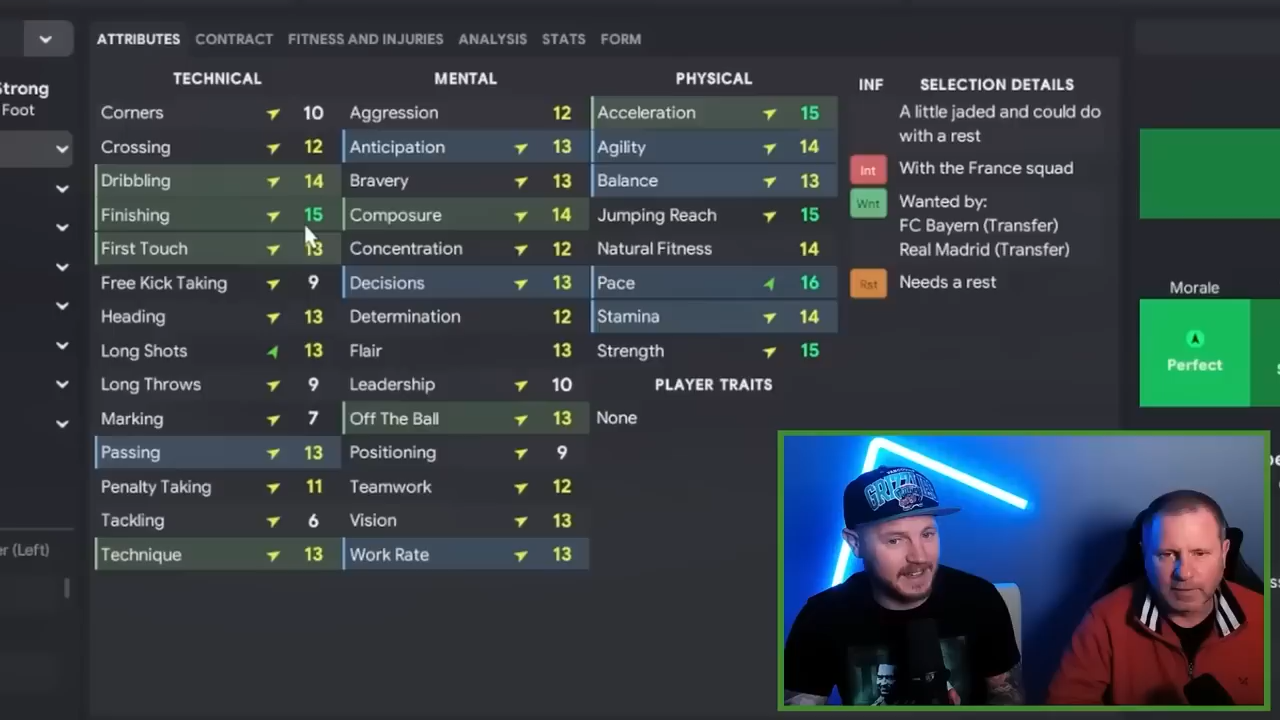 ATTRIBUTES CONTRACT FITNESS AND INJURIES ANALYSIS STATS FORM
Strong
Foot
TECHNICAL
Corners 10
Crossing 12
Dribbling 14
Finishing 15
First Touch 13
Free Kick Taking 9
Heading 13
Long Shots 13
Long Throws 9
Marking 7
Passing 13
Penalty Taking 11
Tackling 6
Technique 13
MENTAL
Aggression 12
Anticipation 13
Bravery 13
Composure 14
Concentration 12
Decisions 13
Determination 12
Flair 13
Leadership 10
Off The Ball 13
Positioning 9
Teamwork 12
Vision 13
Work Rate 13
PHYSICAL
Acceleration 15
Agility 14
Balance 13
Jumping Reach 15
Natural Fitness 14
Pace 16
Stamina 14
Strength 15
PLAYER TRAITS
None
INF SELECTION DETAILS
A little jaded and could do
with a rest
Int With the France squad
Wnt Wanted by:
FC Bayern (Transfer)
Real Madrid (Transfer)
Rst Needs a rest
Morale
Perfect
er (Left)
GRIZZLIES